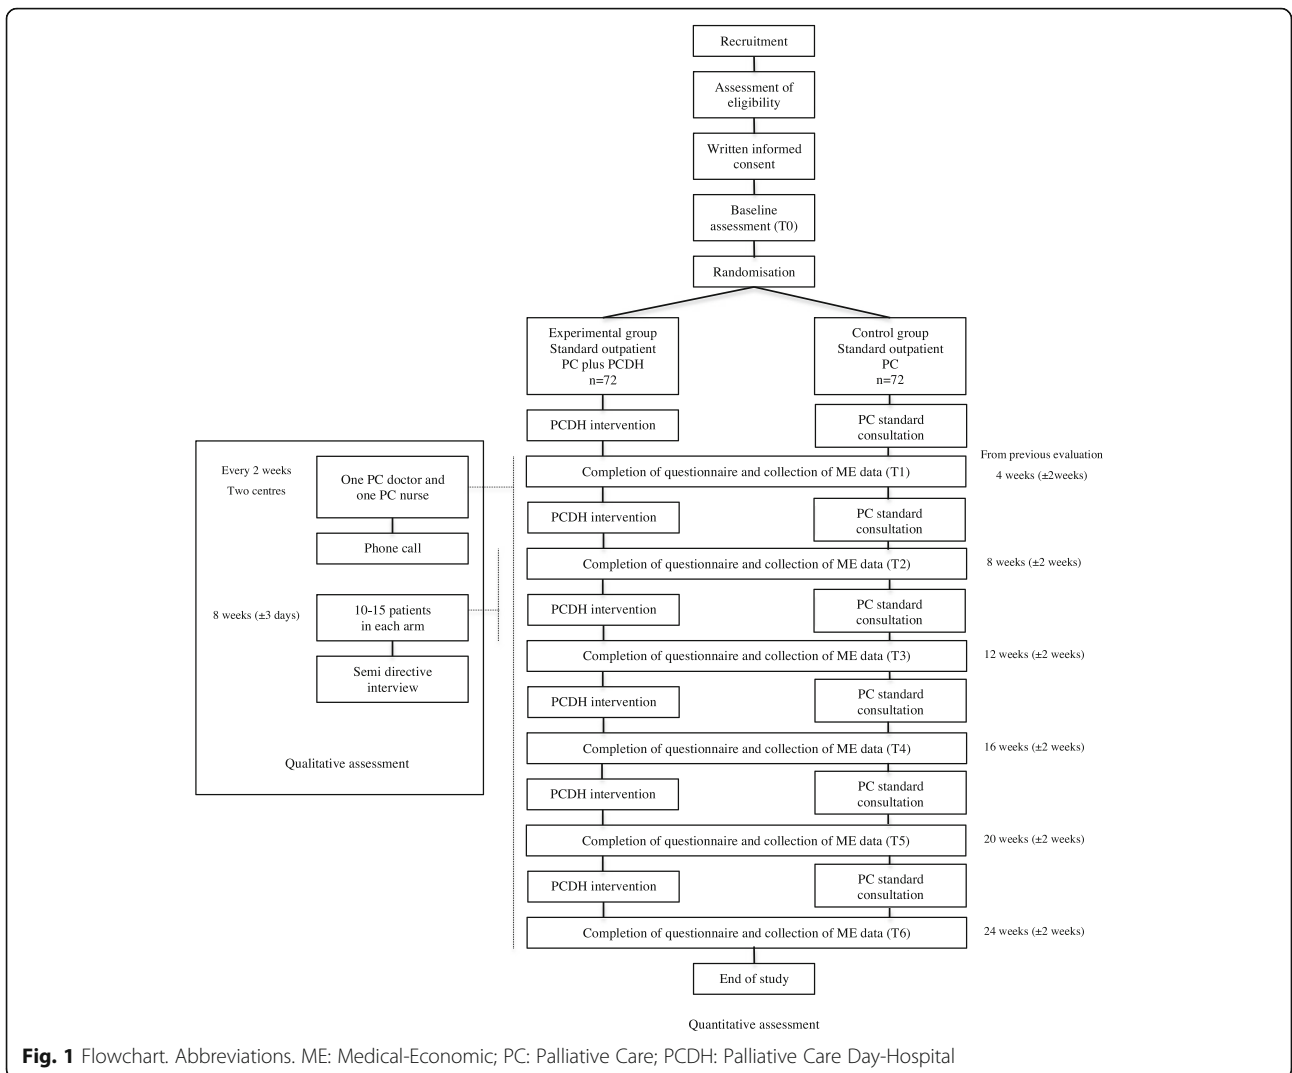 Recruitment
Assessment of
eligibility
Written informed
consent
Baseline
assessment (T0)
Randomisation
Experimental group
Standard outpatient
PC plus PCDH
n=72
Control group
Standard outpatient
PC
n=72
PCDH intervention
PC standard
consultation
Every 2 weeks
Two centres
One PC doctor and
one PC nurse
Phone call
8 weeks (±3 days)
10-15 patients
in each arm
Semi directive
interview
Qualitative assessment
Completion of questionnaire and collection of ME data (T1)
From previous evaluation
4 weeks (±2weeks)
PCDH intervention
PC standard
consultation
Completion of questionnaire and collection of ME data (T2)
8 weeks (±2 weeks)
PCDH intervention
PC standard
consultation
Completion of questionnaire and collection of ME data (T3)
12 weeks (±2 weeks)
PCDH intervention
PC standard
consultation
Completion of questionnaire and collection of ME data (T4)
16 weeks (±2 weeks)
PCDH intervention
PC standard
consultation
Completion of questionnaire and collection of ME data (T5)
20 weeks (±2 weeks)
PCDH intervention
PC standard
consultation
Completion of questionnaire and collection of ME data (T6)
24 weeks (±2 weeks)
End of study
Quantitative assessment
Fig. 1 Flowchart. Abbreviations. ME: Medical-Economic; PC: Palliative Care; PCDH: Palliative Care Day-Hospital